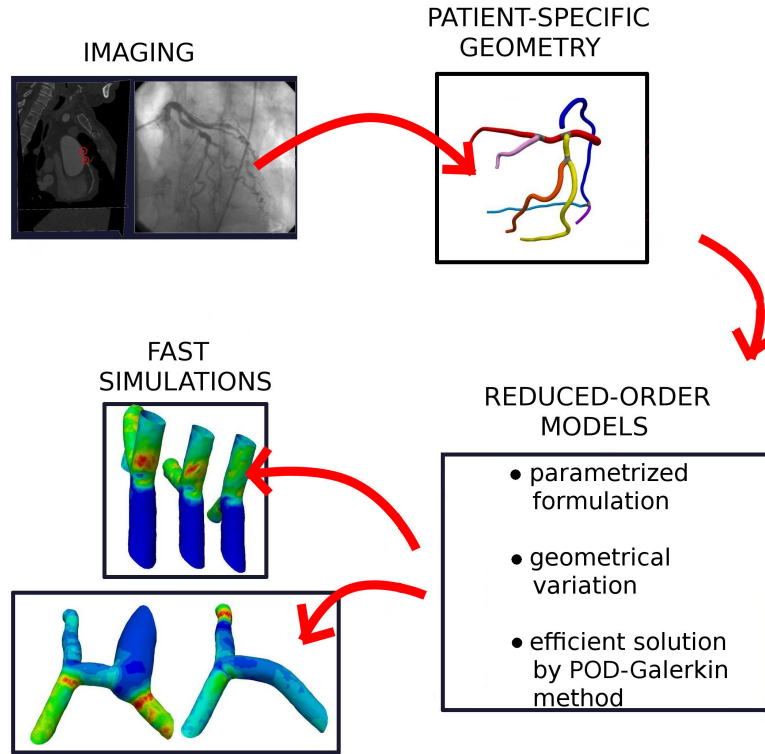 IMAGING
PATIENT-SPECIFIC
GEOMETRY
FAST
SIMULATIONS
REDUCED-ORDER
MODELS
• parametrized
formulation
• geometrical
variation
• efficient solution
by POD-Galerkin
method